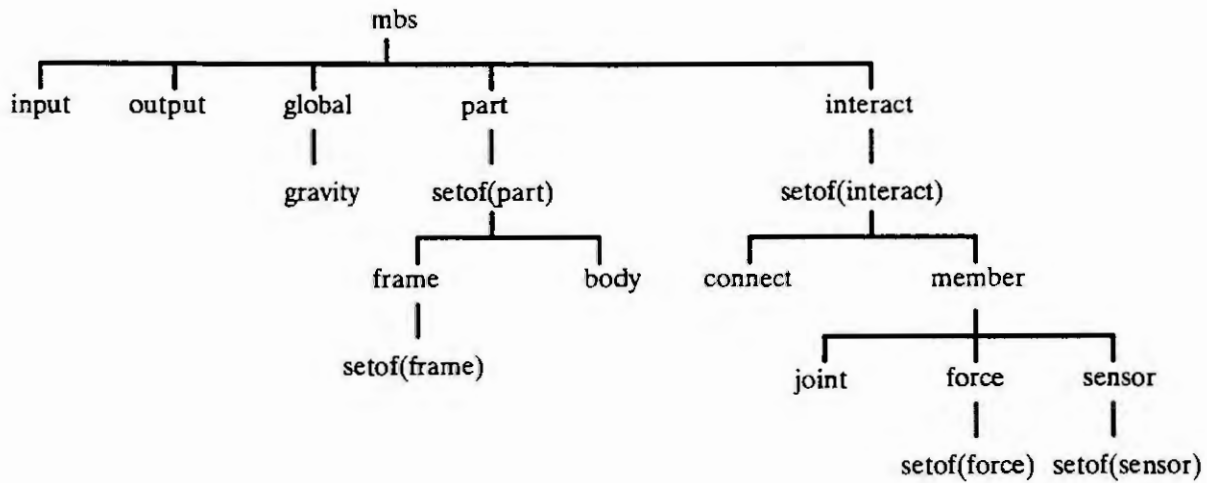 mbs
input output global part interact
gravity setof(part) setof(interact)
frame body connect member
setof(frame) joint force sensor
setof(force) setof(sensor)